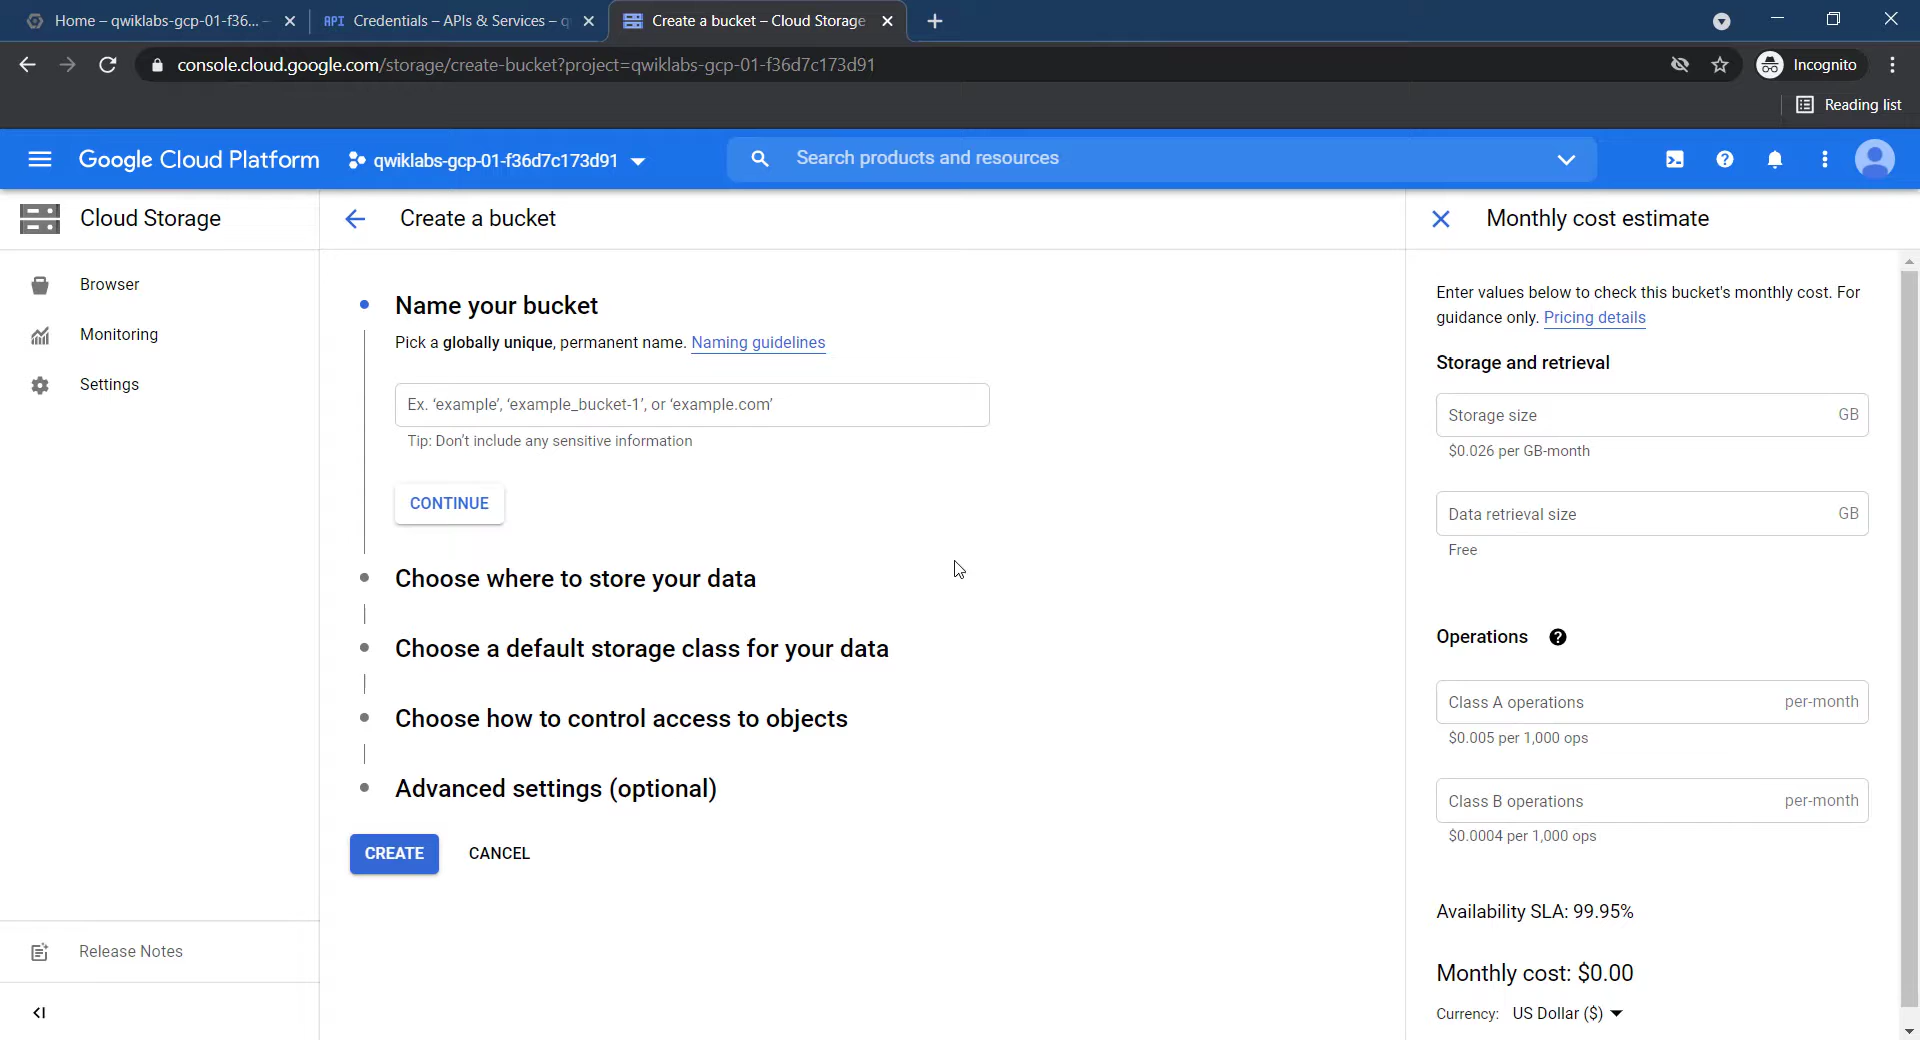 Home – qwiklabs-gcp-01-f36...
API Credentials – APIs & Services – q
Create a bucket – Cloud Storage
console.cloud.google.com/storage/create-bucket?project=qwiklabs-gcp-01-f36d7c173d91
Incognito
Reading list
Google Cloud Platform
qwiklabs-gcp-01-f36d7c173d91
Search products and resources
Cloud Storage
Browser
Monitoring
Settings
Release Notes
Create a bucket
Name your bucket
Pick a globally unique, permanent name. Naming guidelines
Ex. ‘example’, ‘example_bucket-1’, or ‘example.com’
Tip: Don’t include any sensitive information
CONTINUE
Choose where to store your data
Choose a default storage class for your data
Choose how to control access to objects
Advanced settings (optional)
CREATE
CANCEL
Monthly cost estimate
Enter values below to check this bucket's monthly cost. For
guidance only. Pricing details
Storage and retrieval
Storage size GB
$0.026 per GB-month
Data retrieval size GB
Free
Operations
Class A operations per-month
$0.005 per 1,000 ops
Class B operations per-month
$0.0004 per 1,000 ops
Availability SLA: 99.95%
Monthly cost: $0.00
Currency: US Dollar ($)